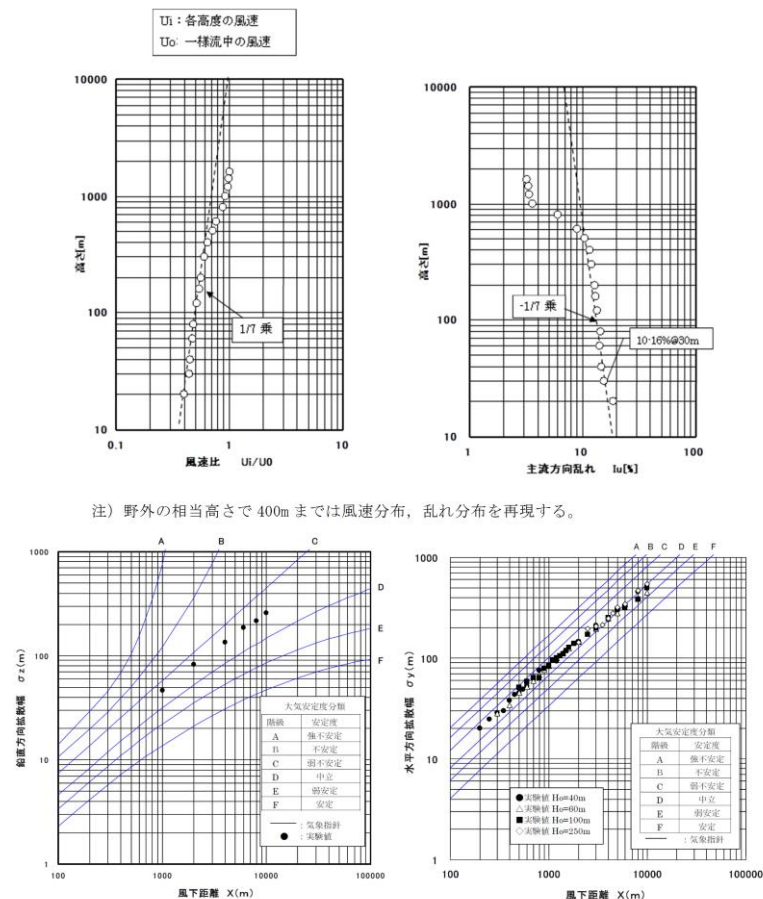 Ui：各高度の風速
Uo: 一様流中の風速
10000
1000
100
10
高さ[m]
1/7 乗
0.1
1
10
風速比 Ui/U0
10000
1000
100
10
高さ[m]
-1/7 乗
10-16%@30m
1
10
100
主流方向乱れ Iu[%]
注）野外の相当高さで 400m までは風速分布，乱れ分布を再現する。
A
B
C
1000
100
10
1
鉛直方向拡散幅 σz(m)
D
E
F
大気安定度分類
階級 安定度
A 強不安定
B 不安定
C 弱不安定
D 中立
E 弱安定
F 安定
：気象指針
：実験値
100
1000
10000
100000
風下距離 X(m)
A B C D E F
1000
100
10
1
水平方向拡散幅 σy(m)
実験値 Ho=40m
実験値 Ho=60m
実験値 Ho=100m
実験値 Ho=250m
大気安定度分類
階級 安定度
A 強不安定
B 不安定
C 弱不安定
D 中立
E 弱安定
F 安定
：気象指針
100
1000
10000
100000
風下距離 X(m)